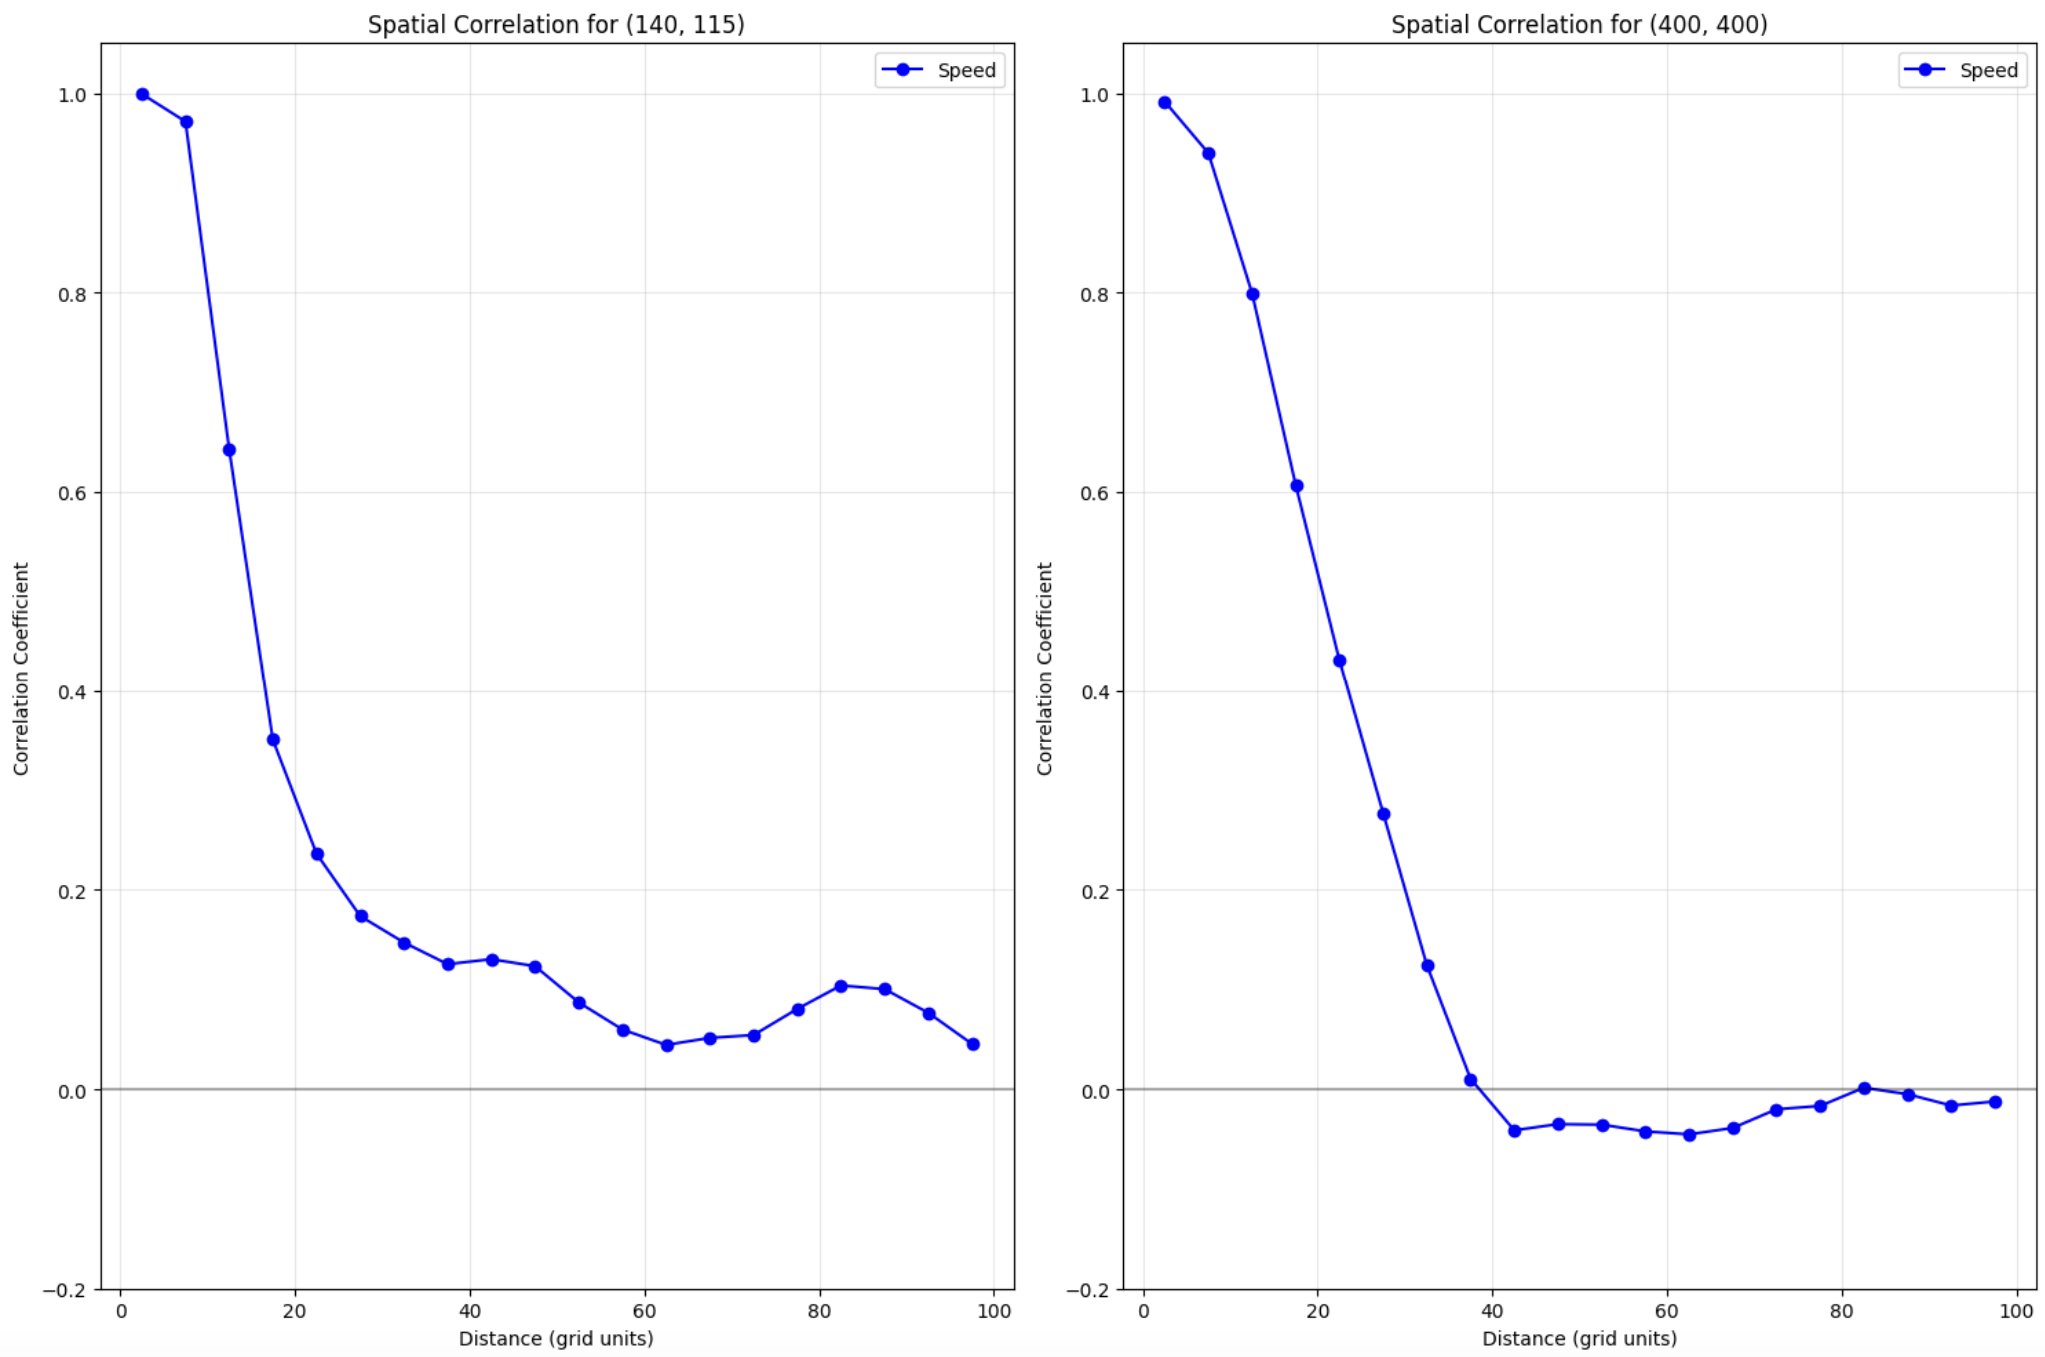 Spatial Correlation for (140, 115)
Speed
1.0
0.8
0.6
0.4
0.2
0.0
−0.2
Correlation Coefficient
0 20 40 60 80 100
Distance (grid units)
Spatial Correlation for (400, 400)
Speed
1.0
0.8
0.6
0.4
0.2
0.0
−0.2
Correlation Coefficient
0 20 40 60 80 100
Distance (grid units)